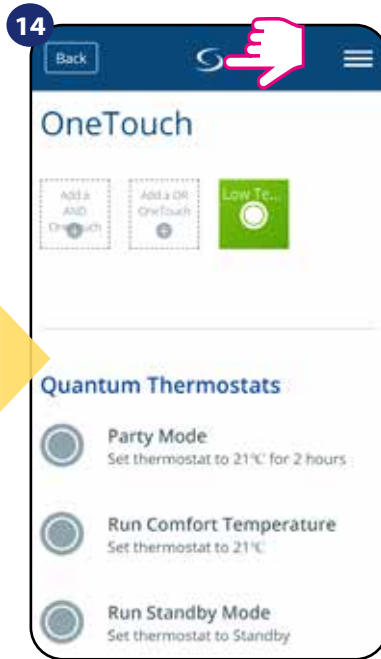 14
Back
OneTouch
Add a
AND
OneTouch
Add a OR
OneTouch
Low Te...
Quantum Thermostats
Party Mode
Set thermostat to 21°C for 2 hours
Run Comfort Temperature
Set thermostat to 21°C
Run Standby Mode
Set thermostat to Standby